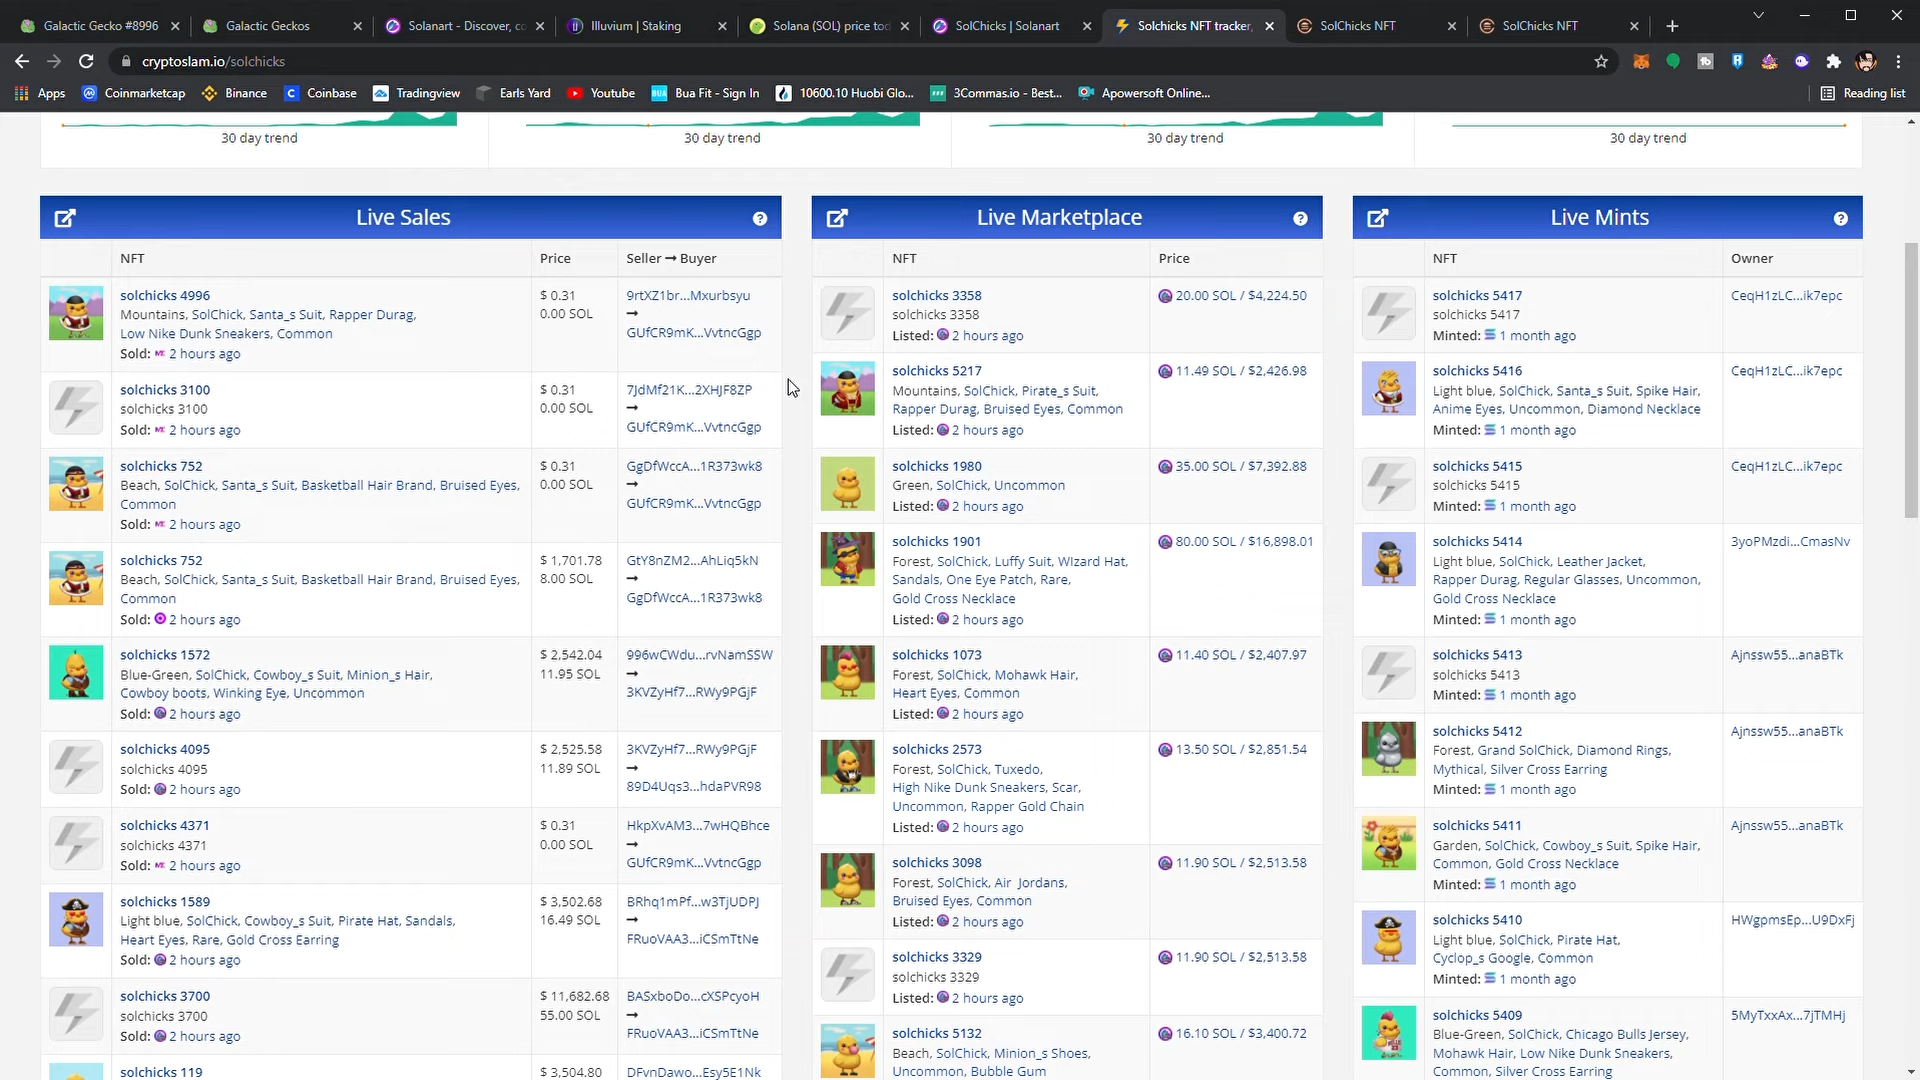 Galactic Gecko #8996
Galactic Geckos
Solanart - Discover, co
Illuvium | Staking
Solana (SOL) price tod
SolChicks | Solanart
Solchicks NFT tracker,
SolChicks NFT
SolChicks NFT
cryptoslam.io/solchicks
Apps
Coinmarketcap
Binance
Coinbase
Tradingview
Earls Yard
Youtube
Bua Fit - Sign In
10600.10 Huobi Glo...
3Commas.io - Best...
Apowersoft Online...
Reading list
30 day trend
30 day trend
30 day trend
30 day trend
Live Sales
NFT Price Seller → Buyer
solchicks 4996
Mountains, SolChick, Santa_s Suit, Rapper Durag,
Low Nike Dunk Sneakers, Common
Sold: 2 hours ago
$ 0.31
0.00 SOL
9rtXZ1br...Mxurbsyu
→
GUfCR9mK...VvtncGgp
solchicks 3100
solchicks 3100
Sold: 2 hours ago
$ 0.31
0.00 SOL
7JdMf21K...2XHJF8ZP
→
GUfCR9mK...VvtncGgp
solchicks 752
Beach, SolChick, Santa_s Suit, Basketball Hair Brand, Bruised Eyes,
Common
Sold: 2 hours ago
$ 0.31
0.00 SOL
GgDfWccA...1R373wk8
→
GUfCR9mK...VvtncGgp
solchicks 752
Beach, SolChick, Santa_s Suit, Basketball Hair Brand, Bruised Eyes,
Common
Sold: 2 hours ago
$ 1,701.78
8.00 SOL
GtY8nZM2...AhLiq5kN
→
GgDfWccA...1R373wk8
solchicks 1572
Blue-Green, SolChick, Cowboy_s Suit, Minion_s Hair,
Cowboy boots, Winking Eye, Uncommon
Sold: 2 hours ago
$ 2,542.04
11.95 SOL
996wCWdu...rvNamSSW
→
3KVZyHf7...RWy9PGjF
solchicks 4095
solchicks 4095
Sold: 2 hours ago
$ 2,525.58
11.89 SOL
3KVZyHf7...RWy9PGjF
→
89D4Uqs3...hdaPVR98
solchicks 4371
solchicks 4371
Sold: 2 hours ago
$ 0.31
0.00 SOL
HkpXvAM3...7wHQBhce
→
GUfCR9mK...VvtncGgp
solchicks 1589
Light blue, SolChick, Cowboy_s Suit, Pirate Hat, Sandals,
Heart Eyes, Rare, Gold Cross Earring
Sold: 2 hours ago
$ 3,502.68
16.49 SOL
BRhq1mPf...w3TjUDPJ
→
FRuoVAA3...iCSmTtNe
solchicks 3700
solchicks 3700
Sold: 2 hours ago
$ 11,682.68
55.00 SOL
BASxboDo...cXSPcyoH
→
FRuoVAA3...iCSmTtNe
solchicks 119
$ 3,504.80
DFvnDawo...Esy5E1Nk
Live Marketplace
NFT Price
solchicks 3358
solchicks 3358
Listed: 2 hours ago
20.00 SOL / $4,224.50
solchicks 5217
Mountains, SolChick, Pirate_s Suit,
Rapper Durag, Bruised Eyes, Common
Listed: 2 hours ago
11.49 SOL / $2,426.98
solchicks 1980
Green, SolChick, Uncommon
Listed: 2 hours ago
35.00 SOL / $7,392.88
solchicks 1901
Forest, SolChick, Luffy Suit, WIzard Hat,
Sandals, One Eye Patch, Rare,
Gold Cross Necklace
Listed: 2 hours ago
80.00 SOL / $16,898.01
solchicks 1073
Forest, SolChick, Mohawk Hair,
Heart Eyes, Common
Listed: 2 hours ago
11.40 SOL / $2,407.97
solchicks 2573
Forest, SolChick, Tuxedo,
High Nike Dunk Sneakers, Scar,
Uncommon, Rapper Gold Chain
Listed: 2 hours ago
13.50 SOL / $2,851.54
solchicks 3098
Forest, SolChick, Air Jordans,
Bruised Eyes, Common
Listed: 2 hours ago
11.90 SOL / $2,513.58
solchicks 3329
solchicks 3329
Listed: 2 hours ago
11.90 SOL / $2,513.58
solchicks 5132
Beach, SolChick, Minion_s Shoes,
Uncommon, Bubble Gum
16.10 SOL / $3,400.72
Live Mints
NFT Owner
solchicks 5417
solchicks 5417
Minted: 1 month ago
CeqH1zLC...ik7epc
solchicks 5416
Light blue, SolChick, Santa_s Suit, Spike Hair,
Anime Eyes, Uncommon, Diamond Necklace
Minted: 1 month ago
CeqH1zLC...ik7epc
solchicks 5415
solchicks 5415
Minted: 1 month ago
CeqH1zLC...ik7epc
solchicks 5414
Light blue, SolChick, Leather Jacket,
Rapper Durag, Regular Glasses, Uncommon,
Gold Cross Necklace
Minted: 1 month ago
3yoPMzdi...CmasNv
solchicks 5413
solchicks 5413
Minted: 1 month ago
Ajnssw55...anaBTk
solchicks 5412
Forest, Grand SolChick, Diamond Rings,
Mythical, Silver Cross Earring
Minted: 1 month ago
Ajnssw55...anaBTk
solchicks 5411
Garden, SolChick, Cowboy_s Suit, Spike Hair,
Common, Gold Cross Necklace
Minted: 1 month ago
Ajnssw55...anaBTk
solchicks 5410
Light blue, SolChick, Pirate Hat,
Cyclop_s Google, Common
Minted: 1 month ago
HWgpmsEp...U9DxFj
solchicks 5409
Blue-Green, SolChick, Chicago Bulls Jersey,
Mohawk Hair, Low Nike Dunk Sneakers,
Common, Silver Cross Earring
5MyTxxAx...7jTMHj